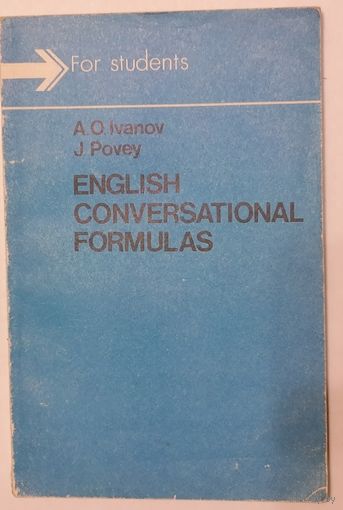 For students
A.O.Ivanov
J. Povey
ENGLISH
CONVERSATIONAL
FORMULAS